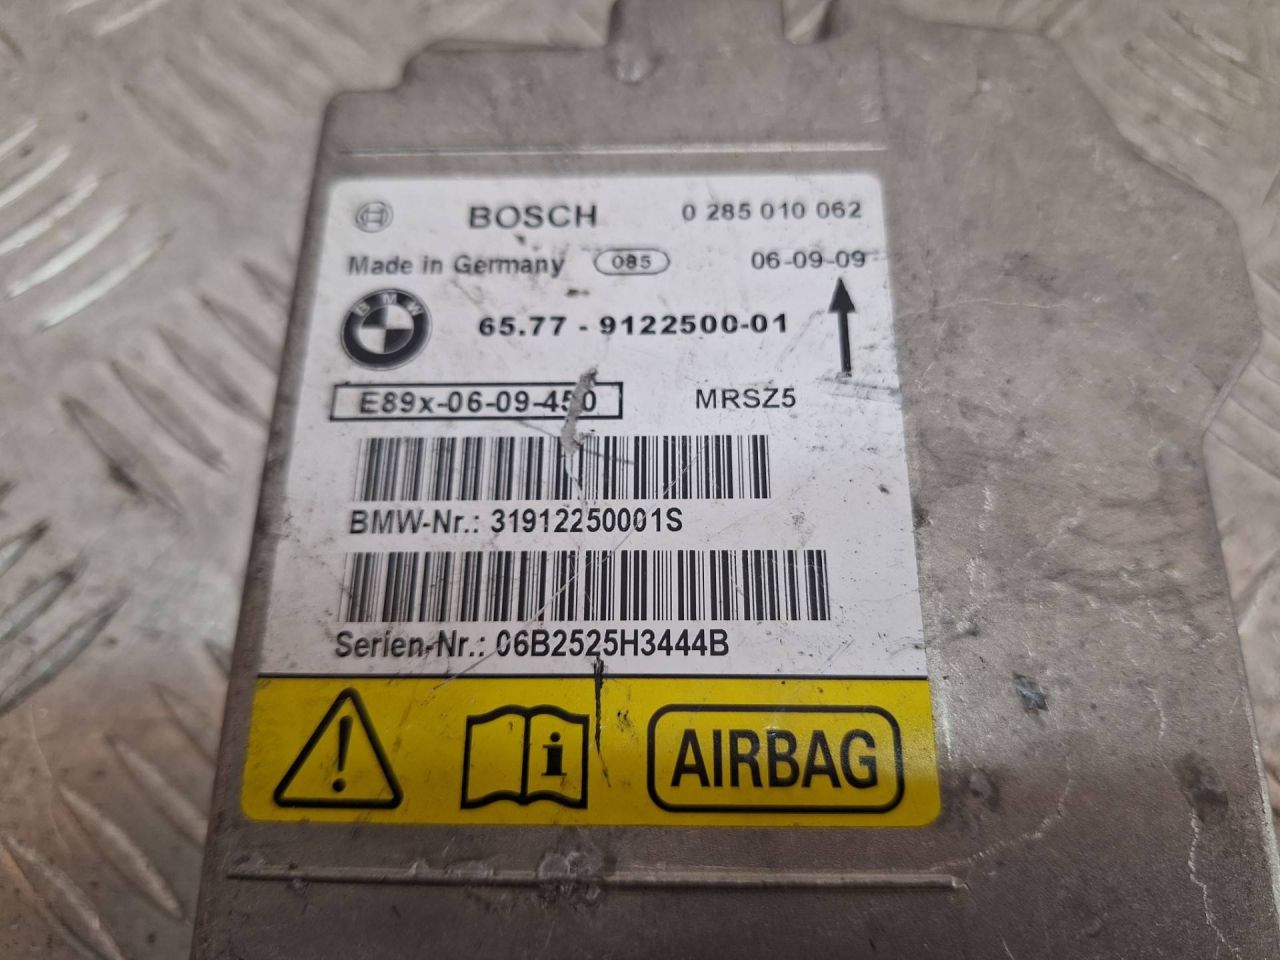 BOSCH 0 285 010 062
Made in Germany 085 06-09-09
BMW
65.77 - 9122500-01
E89x-06-09-450 MRSZ5
BMW-Nr.: 31912250001S
Serien-Nr.: 06B2525H3444B
! i AIRBAG